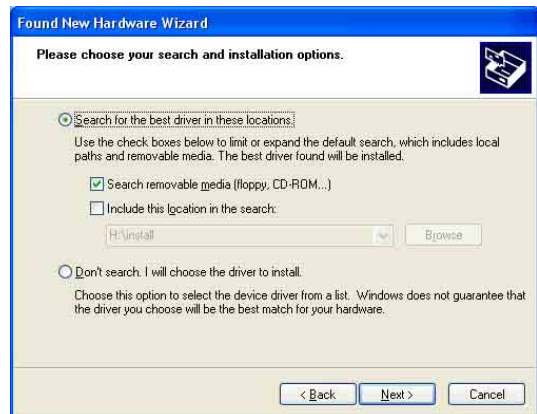 Found New Hardware Wizard
Please choose your search and installation options.
Search for the best driver in these locations.
Use the check boxes below to limit or expand the default search, which includes local
paths and removable media. The best driver found will be installed.
Search removable media (floppy, CD-ROM...)
Include this location in the search:
H:\install
Browse
Don't search. I will choose the driver to install.
Choose this option to select the device driver from a list. Windows does not guarantee that
the driver you choose will be the best match for your hardware.
< Back
Next >
Cancel